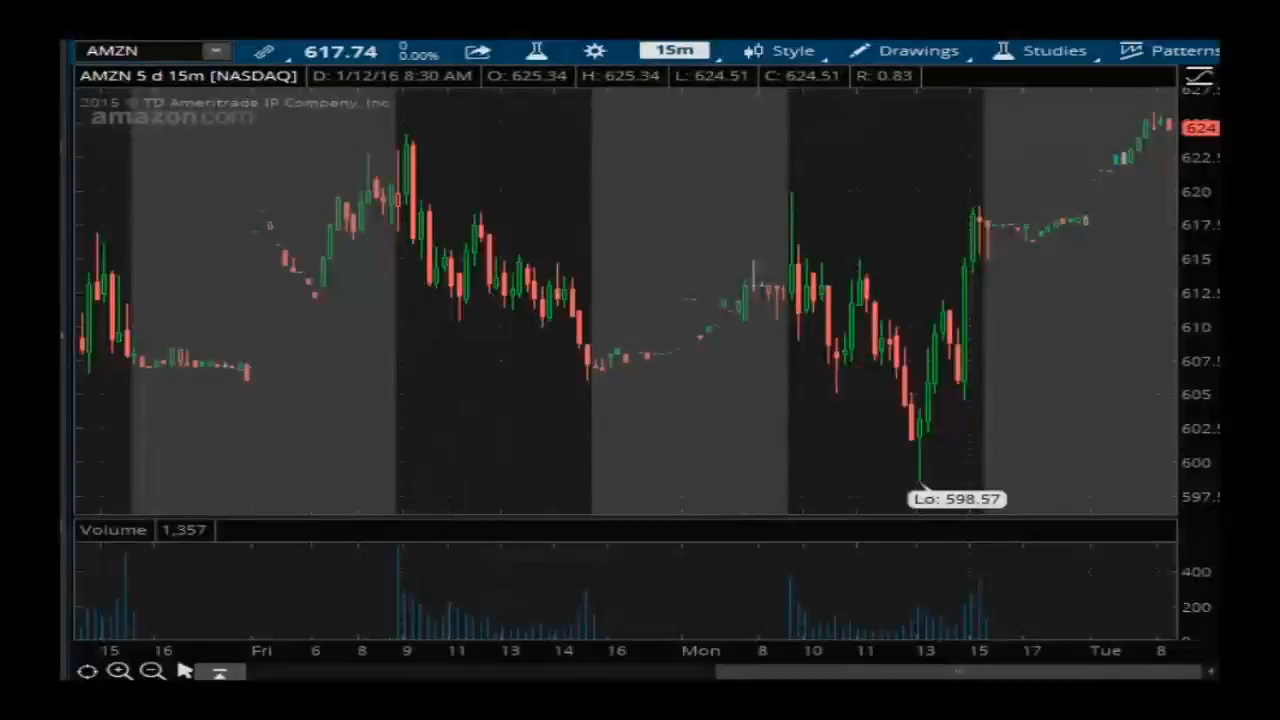 AMZN 617.74 0 0.00% 15m Style Drawings Studies Patterns
AMZN 5 d 15m [NASDAQ] D: 1/12/16 8:30 AM O: 625.34 H: 625.34 L: 624.51 C: 624.51 R: 0.83
2015 © TD Ameritrade IP Company, Inc
amazon.com
627.
624
622.5
620
617.5
615
612.5
610
607.5
605
602.5
600
597.5
Lo: 598.57
Volume 1,357
400
200
0
15 16 Fri 6 8 9 11 13 14 16 Mon 8 10 11 13 15 17 Tue 8